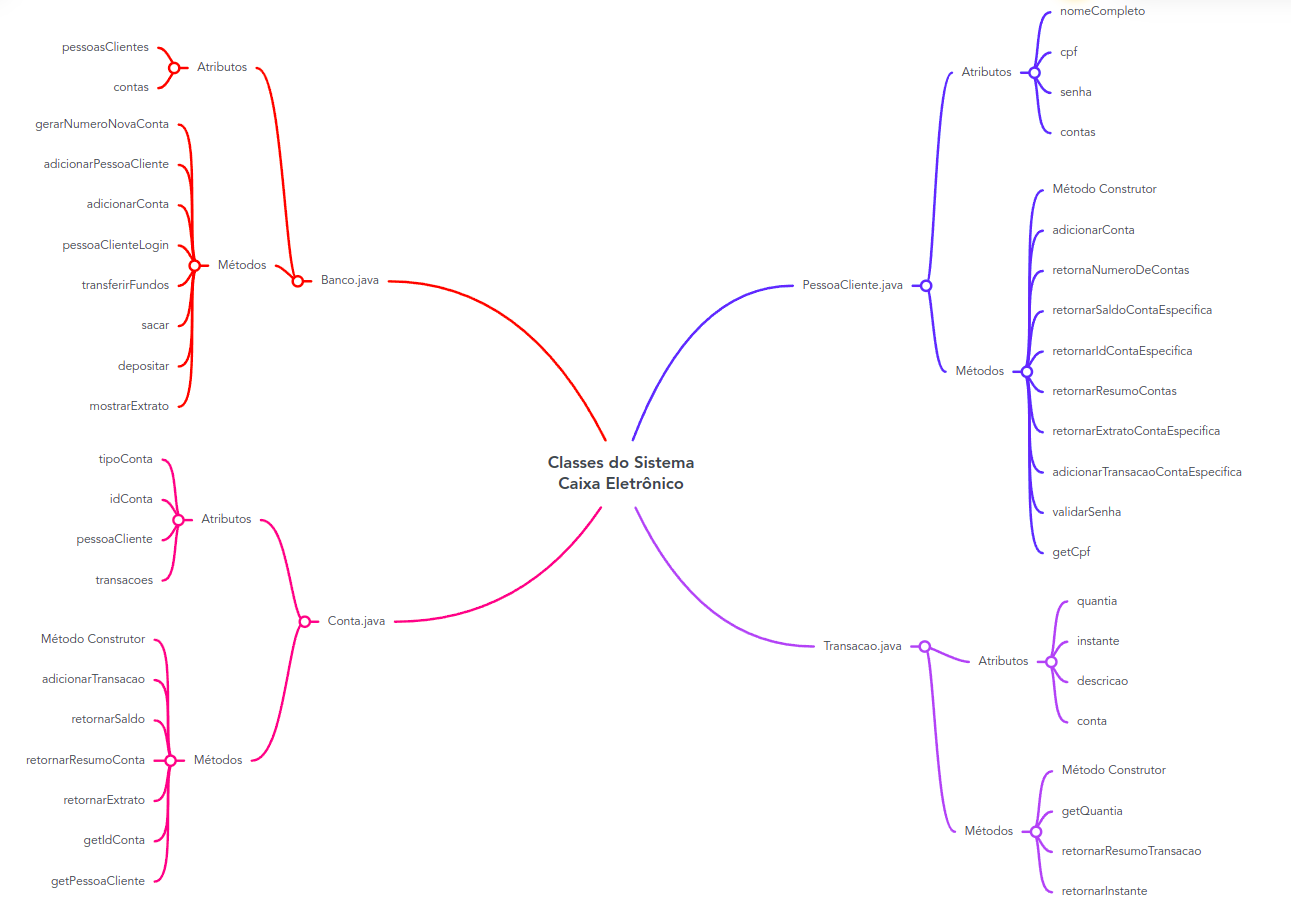 Classes do Sistema
Caixa Eletrônico
Banco.java
Atributos
pessoasClientes
contas
Métodos
gerarNumeroNovaConta
adicionarPessoaCliente
adicionarConta
pessoaClienteLogin
transferirFundos
sacar
depositar
mostrarExtrato
Conta.java
Atributos
tipoConta
idConta
pessoaCliente
transacoes
Métodos
Método Construtor
adicionarTransacao
retornarSaldo
retornarResumoConta
retornarExtrato
getIdConta
getPessoaCliente
PessoaCliente.java
Atributos
nomeCompleto
cpf
senha
contas
Métodos
Método Construtor
adicionarConta
retornaNumeroDeContas
retornarSaldoContaEspecifica
retornarIdContaEspecifica
retornarResumoContas
retornarExtratoContaEspecifica
adicionarTransacaoContaEspecifica
validarSenha
getCpf
Transacao.java
Atributos
quantia
instante
descricao
conta
Métodos
Método Construtor
getQuantia
retornarResumoTransacao
retornarInstante